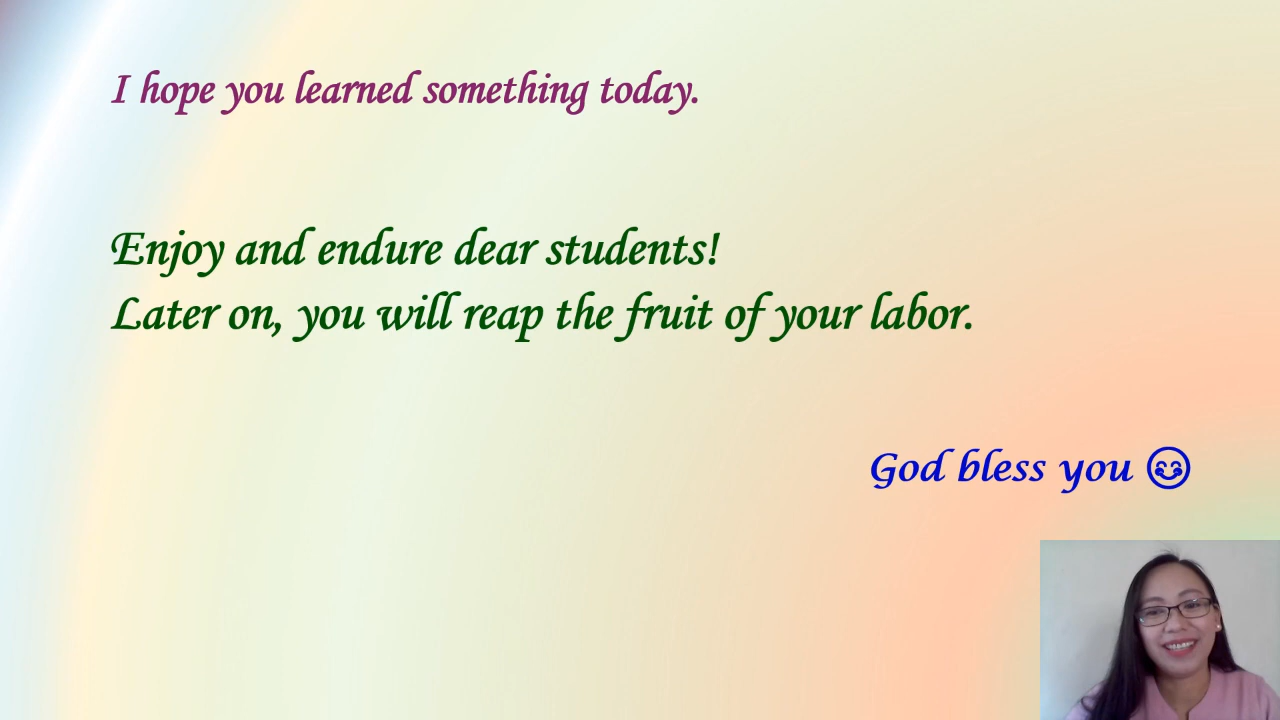 I hope you learned something today.
Enjoy and endure dear students!
Later on, you will reap the fruit of your labor.
God bless you 😊